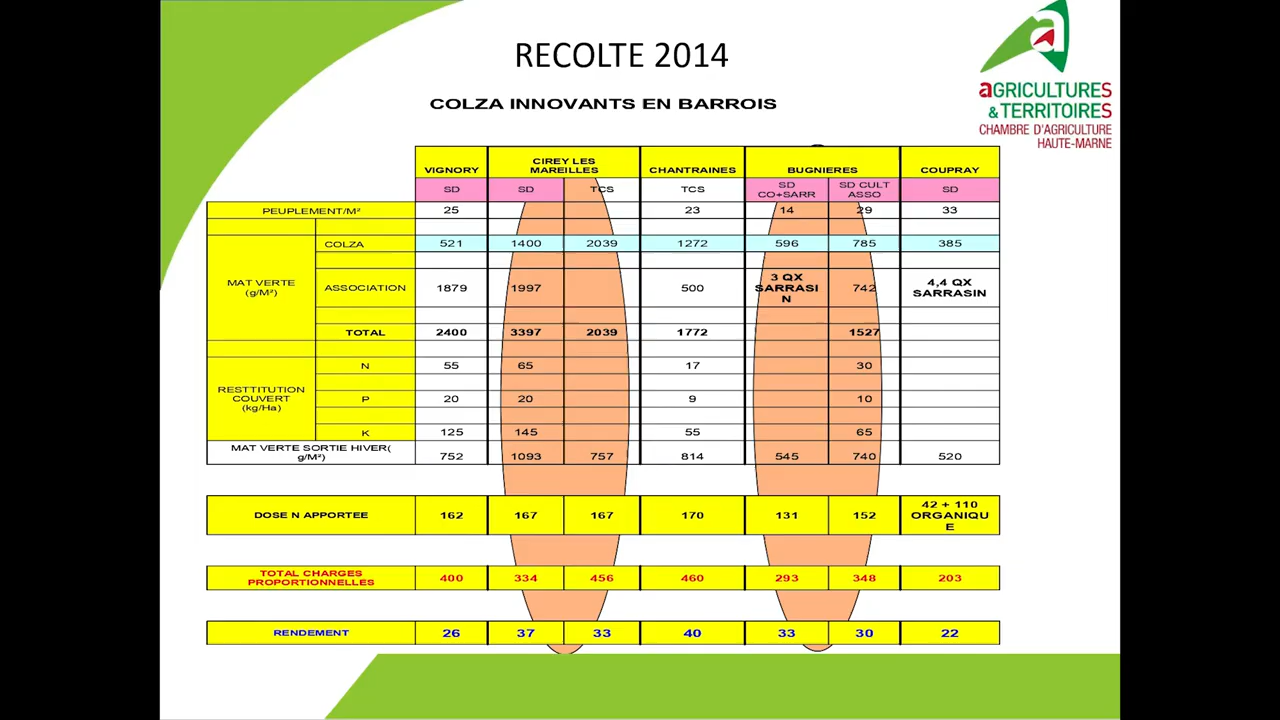 RECOLTE 2014
aGRICULTURES
& TERRITOIRES
CHAMBRE D'AGRICULTURE
HAUTE-MARNE
COLZA INNOVANTS EN BARROIS
VIGNORY CIREY LES MAREILLES CHANTRAINES BUGNIERES COUPRAY
SD SD TCS TCS SD CO+SARR SD CULT ASSO SD
PEUPLEMENT/M² 25 23 14 29 33
MAT VERTE (g/M²)
COLZA 521 1400 2039 1272 596 785 385
ASSOCIATION 1879 1997 500 3 QX SARRASI N 742 4,4 QX SARRASIN
TOTAL 2400 3397 2039 1772 1527
RESTTITUTION COUVERT (kg/Ha)
N 55 65 17 30
P 20 20 9 10
K 125 145 55 65
MAT VERTE SORTIE HIVER( g/M²) 752 1093 757 814 545 740 520
DOSE N APPORTEE 162 167 167 170 131 152 42 + 110 ORGANIQU E
TOTAL CHARGES PROPORTIONNELLES 400 334 456 460 293 348 203
RENDEMENT 26 37 33 40 33 30 22